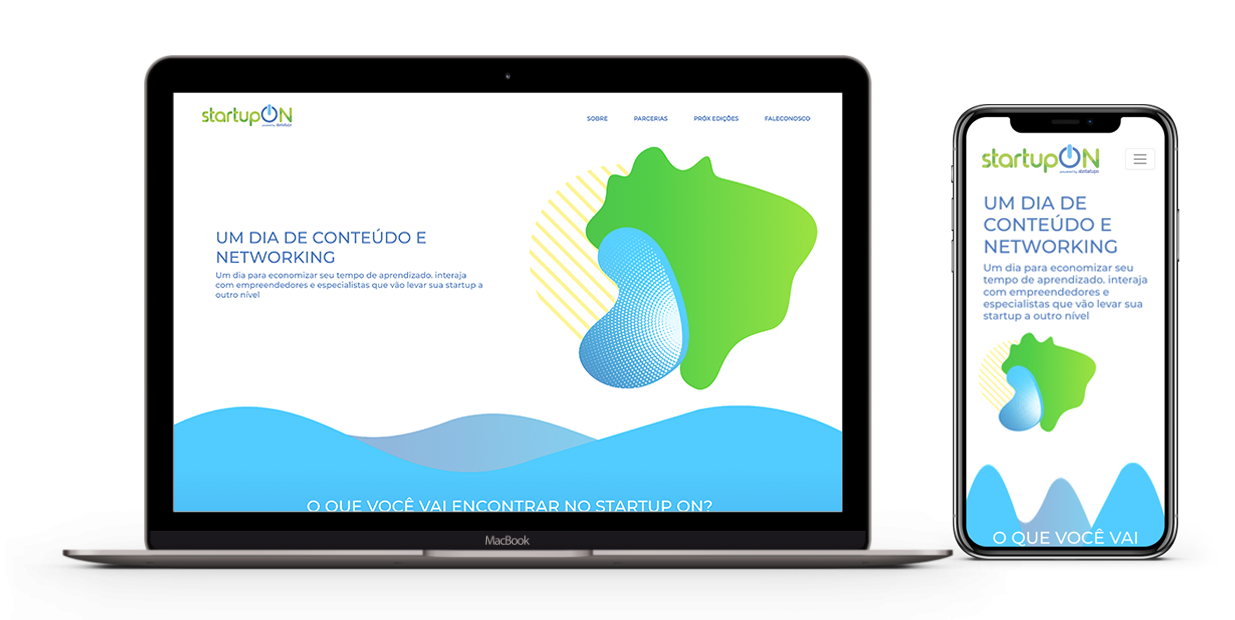 startupON
powered by abstartups
SOBRE PARCERIAS PRÓX EDIÇÕES FALECONOSCO
UM DIA DE CONTEÚDO E
NETWORKING
Um dia para economizar seu tempo de aprendizado. interaja
com empreendedores e especialistas que vão levar sua startup a
outro nível
O QUE VOCÊ VAI ENCONTRAR NO STARTUP ON?
MacBook
startupON
powered by abstartups
UM DIA DE
CONTEÚDO E
NETWORKING
Um dia para economizar seu
tempo de aprendizado. interaja
com empreendedores e
especialistas que vão levar sua
startup a outro nível
O QUE VOCÊ VAI